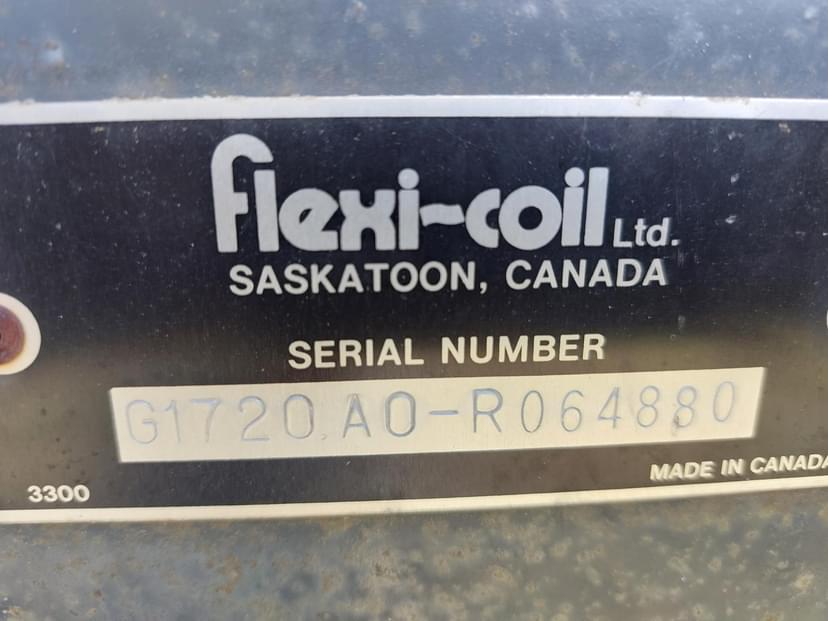 flexi-coil Ltd.
SASKATOON, CANADA
SERIAL NUMBER
G1720.A0-R064880
3300
MADE IN CANADA